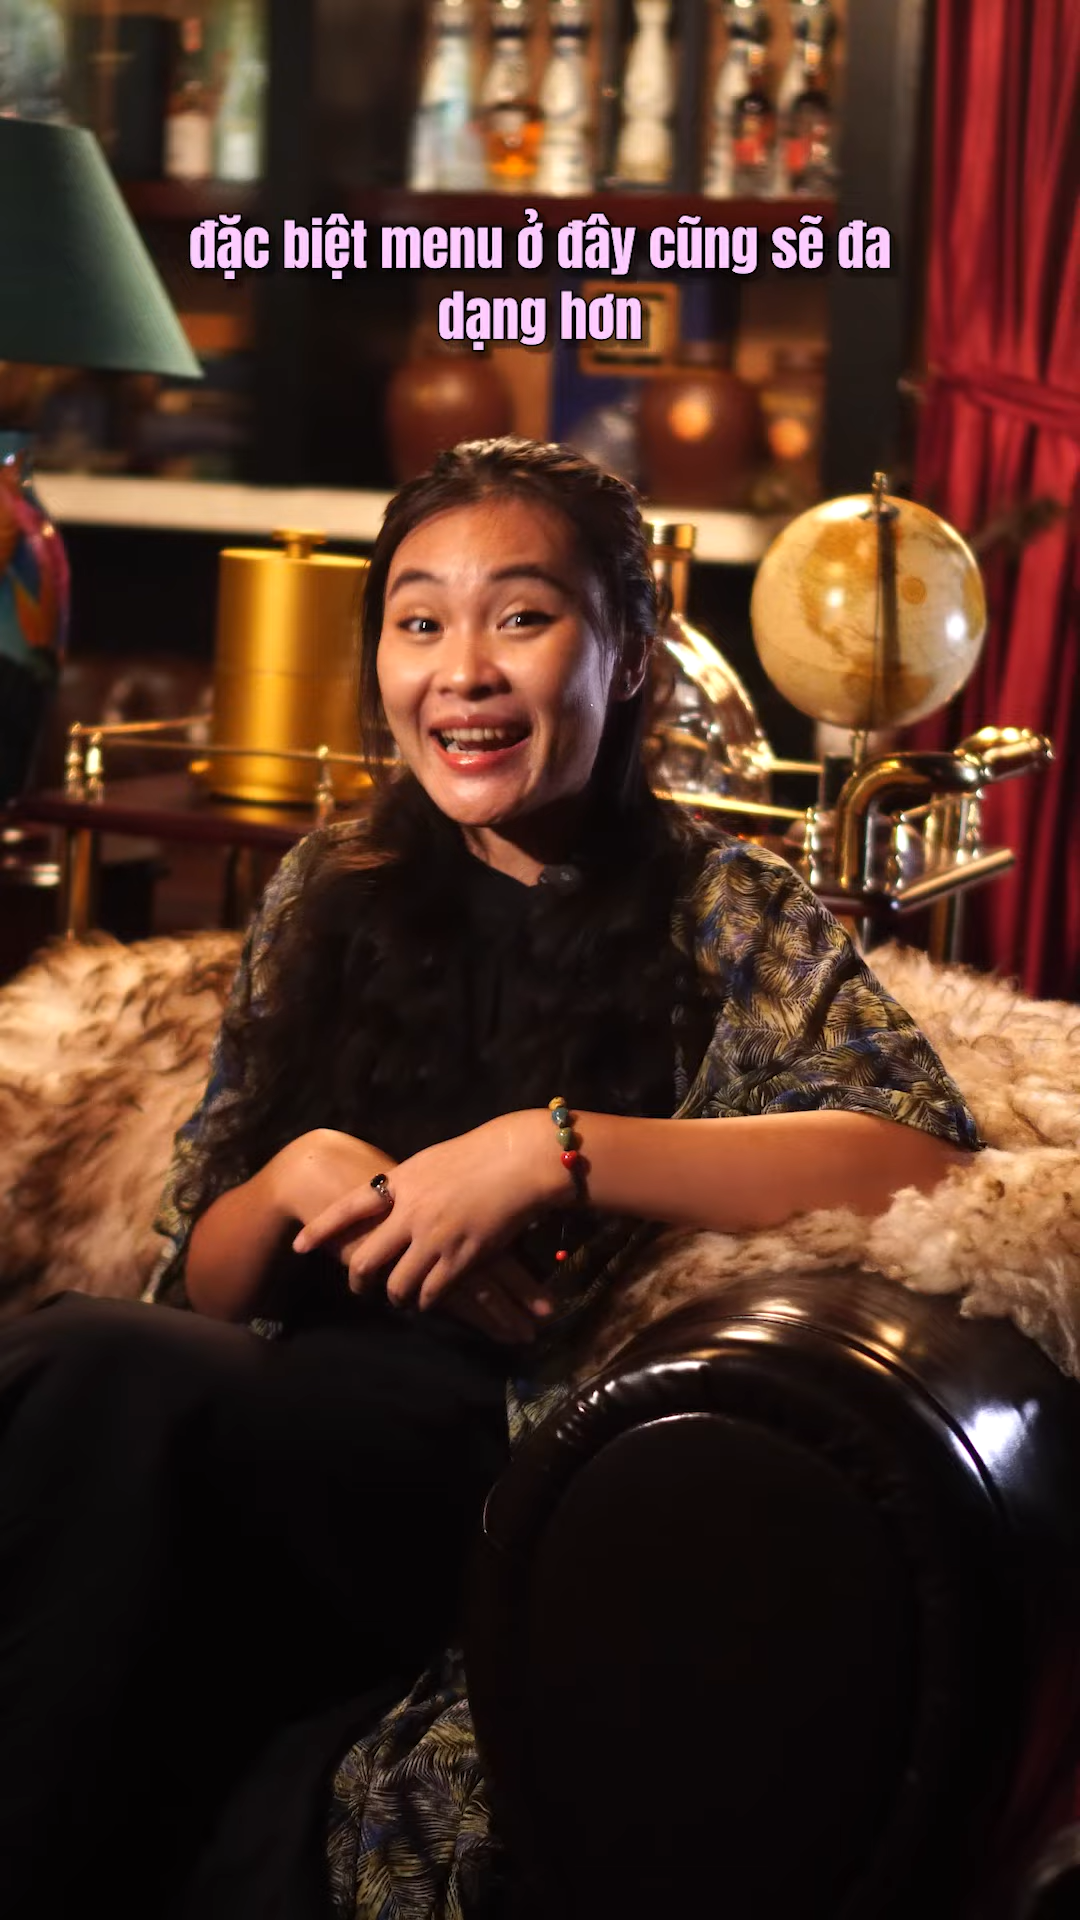 đặc biệt menu ở đây cũng sẽ đa
dạng hơn